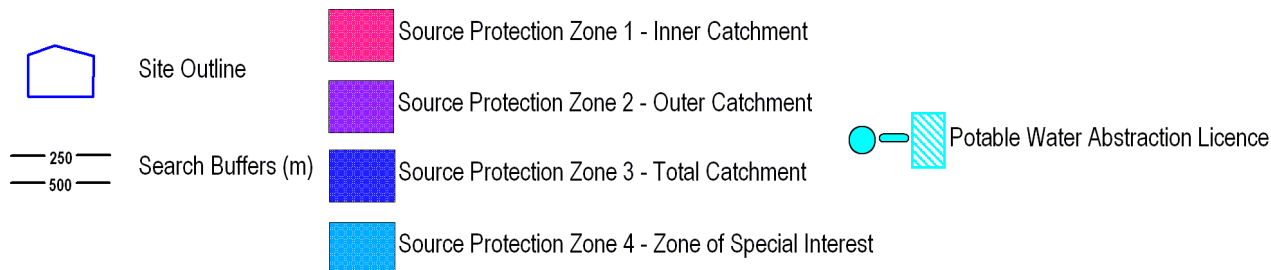 Site Outline
250
500
Search Buffers (m)
Source Protection Zone 1 - Inner Catchment
Source Protection Zone 2 - Outer Catchment
Source Protection Zone 3 - Total Catchment
Source Protection Zone 4 - Zone of Special Interest
Potable Water Abstraction Licence